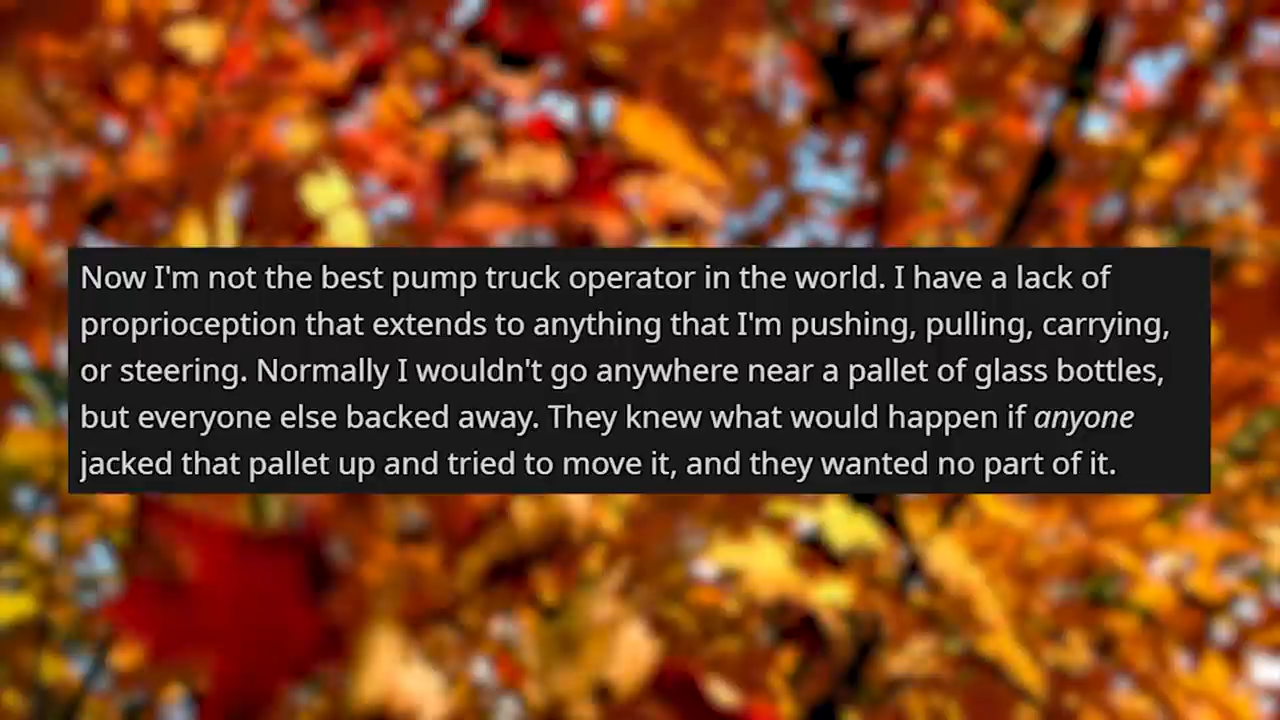 Now I'm not the best pump truck operator in the world. I have a lack of
proprioception that extends to anything that I'm pushing, pulling, carrying,
or steering. Normally I wouldn't go anywhere near a pallet of glass bottles,
but everyone else backed away. They knew what would happen if anyone
jacked that pallet up and tried to move it, and they wanted no part of it.